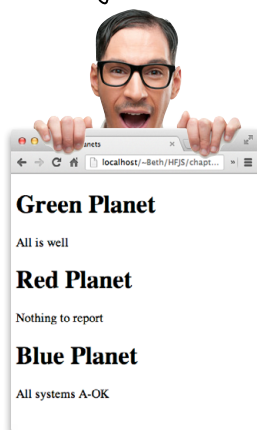 anets
localhost/~Beth/HFJS/chapt...
Green Planet
All is well
Red Planet
Nothing to report
Blue Planet
All systems A-OK